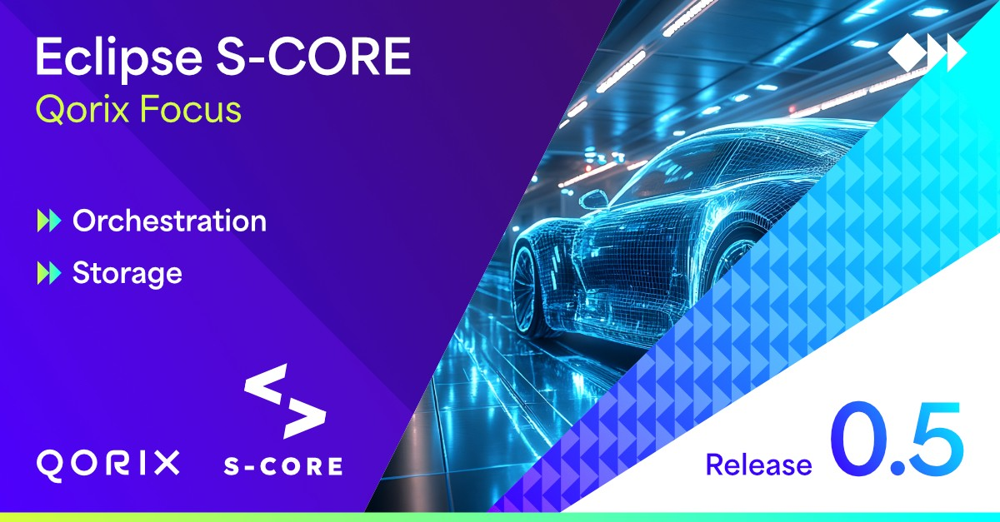 Eclipse S-CORE
Qorix Focus
Orchestration
Storage
QORIX
S-CORE
Release 0.5